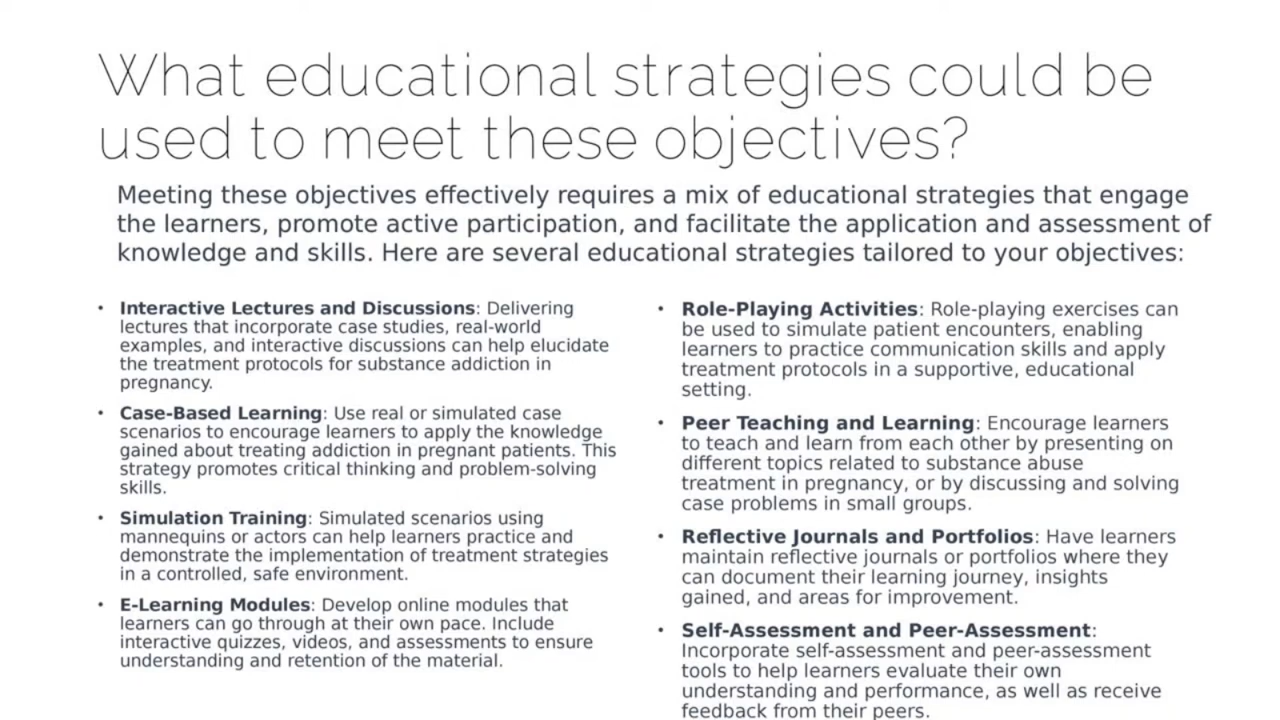 What educational strategies could be
used to meet these objectives?
Meeting these objectives effectively requires a mix of educational strategies that engage
the learners, promote active participation, and facilitate the application and assessment of
knowledge and skills. Here are several educational strategies tailored to your objectives:
• Interactive Lectures and Discussions: Delivering
lectures that incorporate case studies, real-world
examples, and interactive discussions can help elucidate
the treatment protocols for substance addiction in
pregnancy.
• Case-Based Learning: Use real or simulated case
scenarios to encourage learners to apply the knowledge
gained about treating addiction in pregnant patients. This
strategy promotes critical thinking and problem-solving
skills.
• Simulation Training: Simulated scenarios using
mannequins or actors can help learners practice and
demonstrate the implementation of treatment strategies
in a controlled, safe environment.
• E-Learning Modules: Develop online modules that
learners can go through at their own pace. Include
interactive quizzes, videos, and assessments to ensure
understanding and retention of the material.
• Role-Playing Activities: Role-playing exercises can
be used to simulate patient encounters, enabling
learners to practice communication skills and apply
treatment protocols in a supportive, educational
setting.
• Peer Teaching and Learning: Encourage learners
to teach and learn from each other by presenting on
different topics related to substance abuse
treatment in pregnancy, or by discussing and solving
case problems in small groups.
• Reflective Journals and Portfolios: Have learners
maintain reflective journals or portfolios where they
can document their learning journey, insights
gained, and areas for improvement.
• Self-Assessment and Peer-Assessment:
Incorporate self-assessment and peer-assessment
tools to help learners evaluate their own
understanding and performance, as well as receive
feedback from their peers.